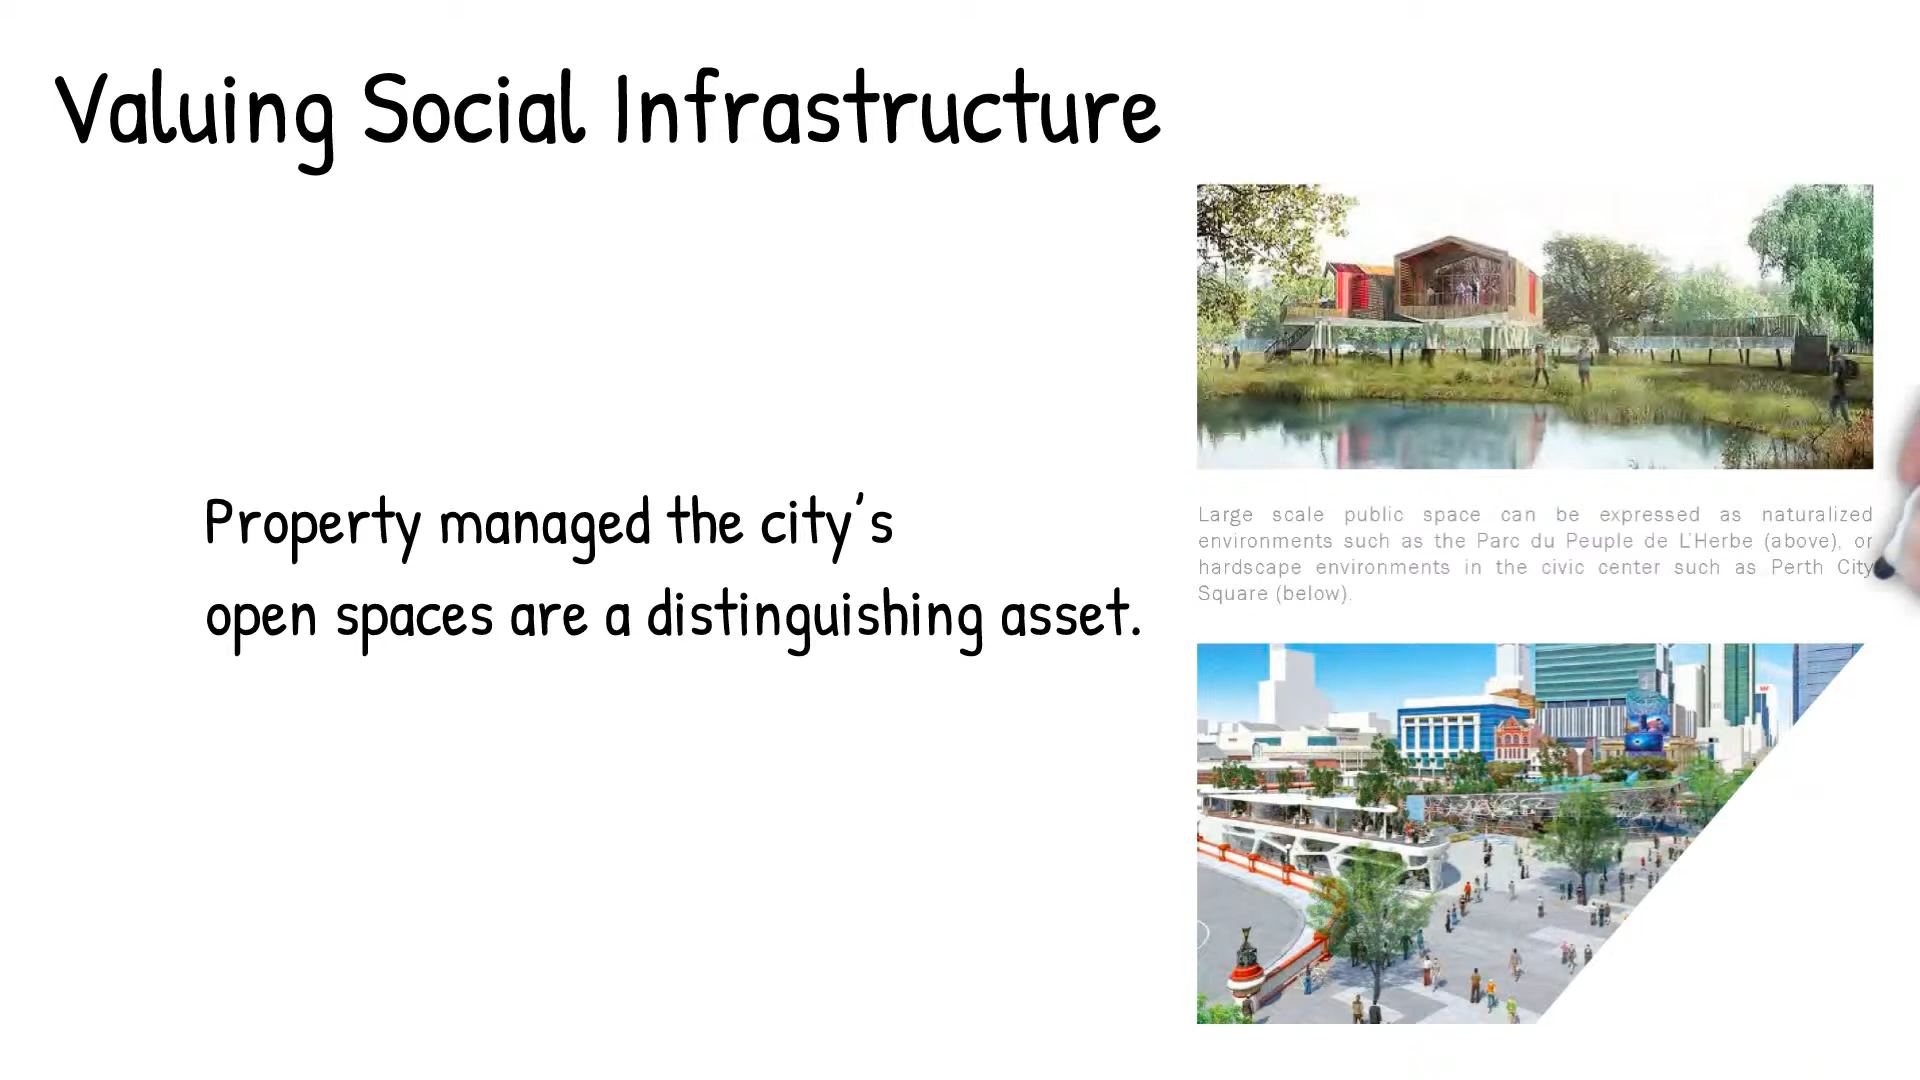 Valuing Social Infrastructure
Property managed the city's
open spaces are a distinguishing asset.
Large scale public space can be expressed as naturalized
environments such as the Parc du Peuple de L'Herbe (above), or
hardscape environments in the civic center such as Perth City
Square (below).